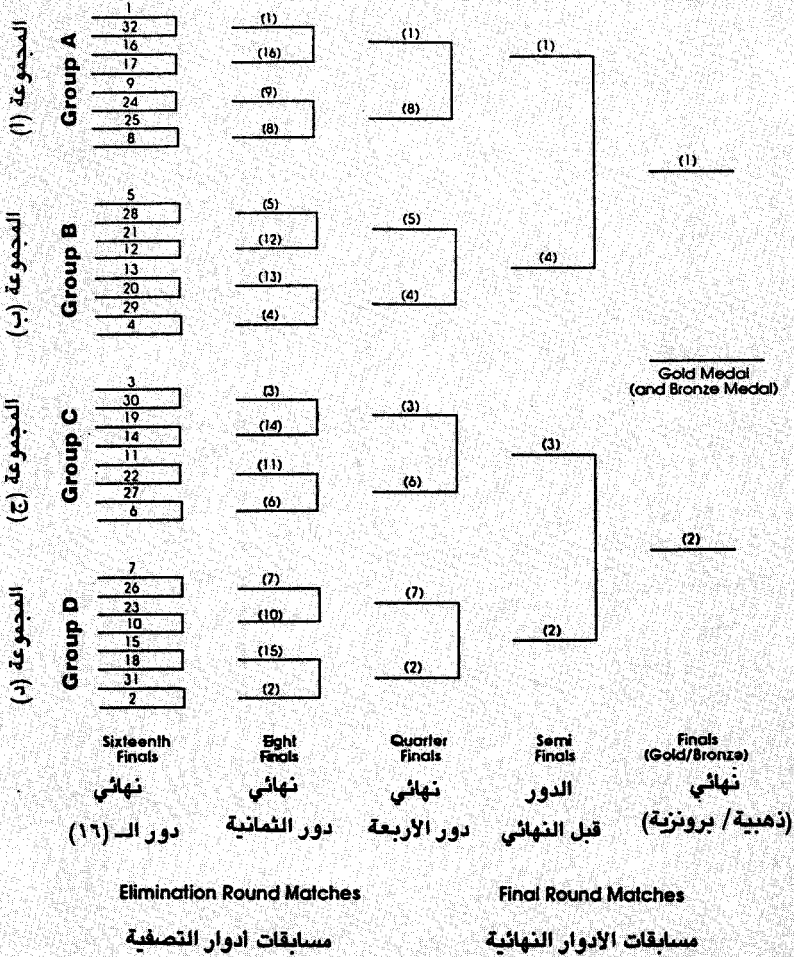 المجموعة (ا)
Group A
1
32
16
17
9
24
25
8
(1)
(16)
(9)
(8)
(1)
(8)
(1)
(1)
المجموعة (ب)
Group B
5
28
21
12
13
20
29
4
(5)
(12)
(13)
(4)
(5)
(4)
(4)
Gold Medal
(and Bronze Medal)
المجموعة (ج)
Group C
3
30
19
14
11
22
27
6
(3)
(14)
(11)
(6)
(3)
(6)
(3)
(2)
المجموعة (د)
Group D
7
26
23
10
15
18
31
2
(7)
(10)
(15)
(2)
(7)
(2)
(2)
Sixteenth
Finals
نهائي
دور الـ (١٦)
Eight
Finals
نهائي
دور الثمانية
Quarter
Finals
نهائي
دور الأربعة
Semi
Finals
الدور
قبل النهائي
Finals
(Gold/Bronze)
نهائي
(ذهبية/ برونزية)
Elimination Round Matches
مسابقات أدوار التصفية
Final Round Matches
مسابقات الأدوار النهائية